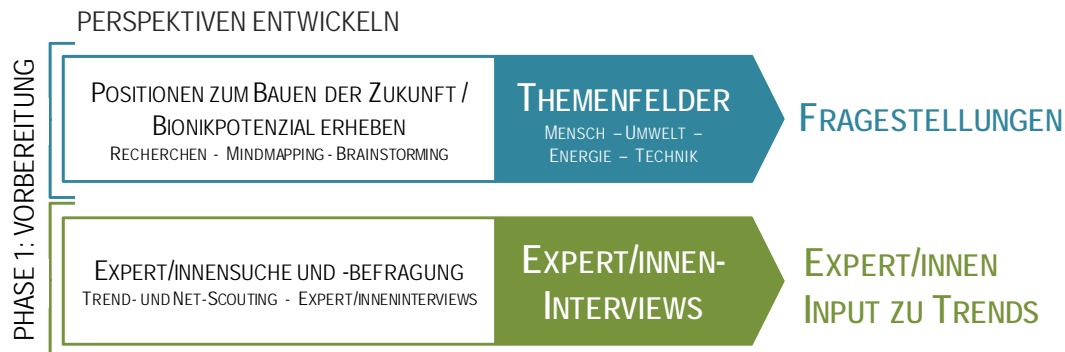 PERSPEKTIVEN ENTWICKELN
PHASE 1: VORBEREITUNG
POSITIONEN ZUM BAUEN DER ZUKUNFT /
BIONIKPOTENZIAL ERHEBEN
RECHERCHEN - MINDMAPPING - BRAINSTORMING
THEMENFELDER
MENSCH – UMWELT –
ENERGIE – TECHNIK
FRAGESTELLUNGEN
EXPERT/INNENSUCHE UND -BEFRAGUNG
TREND- UND NET-SCOUTING - EXPERT/INNENINTERVIEWS
EXPERT/INNEN-
INTERVIEWS
EXPERT/INNEN
INPUT ZU TRENDS